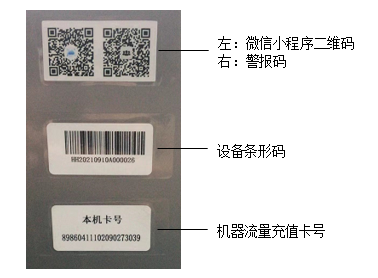 左：微信小程序二维码
右：警报码
设备条形码
HH20210910A000026
本机卡号
89860411102090273039
机器流量充值卡号